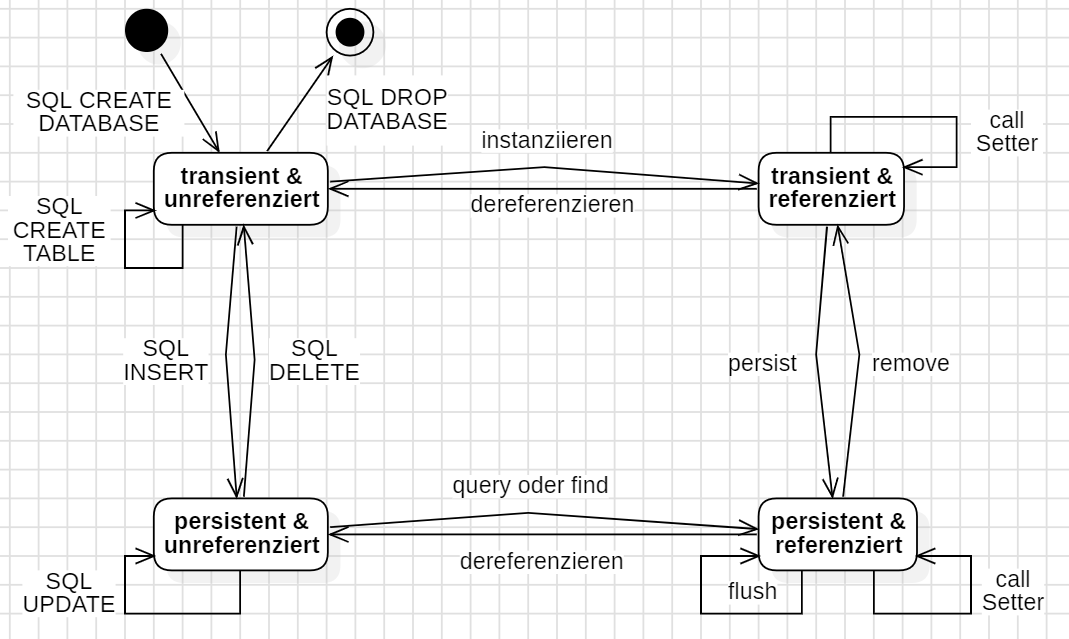 SQL CREATE
DATABASE
SQL DROP
DATABASE
instanziieren
call
Setter
transient &
unreferenziert
transient &
referenziert
dereferenzieren
SQL
CREATE
TABLE
SQL
INSERT
SQL
DELETE
persist
remove
query oder find
persistent &
unreferenziert
persistent &
referenziert
dereferenzieren
SQL
UPDATE
flush
call
Setter